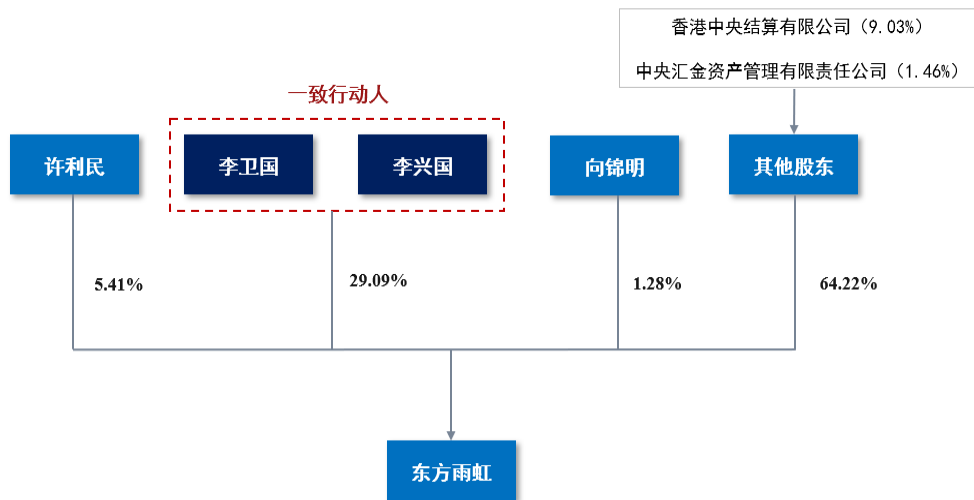 香港中央结算有限公司（9.03%）
中央汇金资产管理有限责任公司（1.46%）
一致行动人
许利民
李卫国
李兴国
向锦明
其他股东
5.41%
29.09%
1.28%
64.22%
东方雨虹